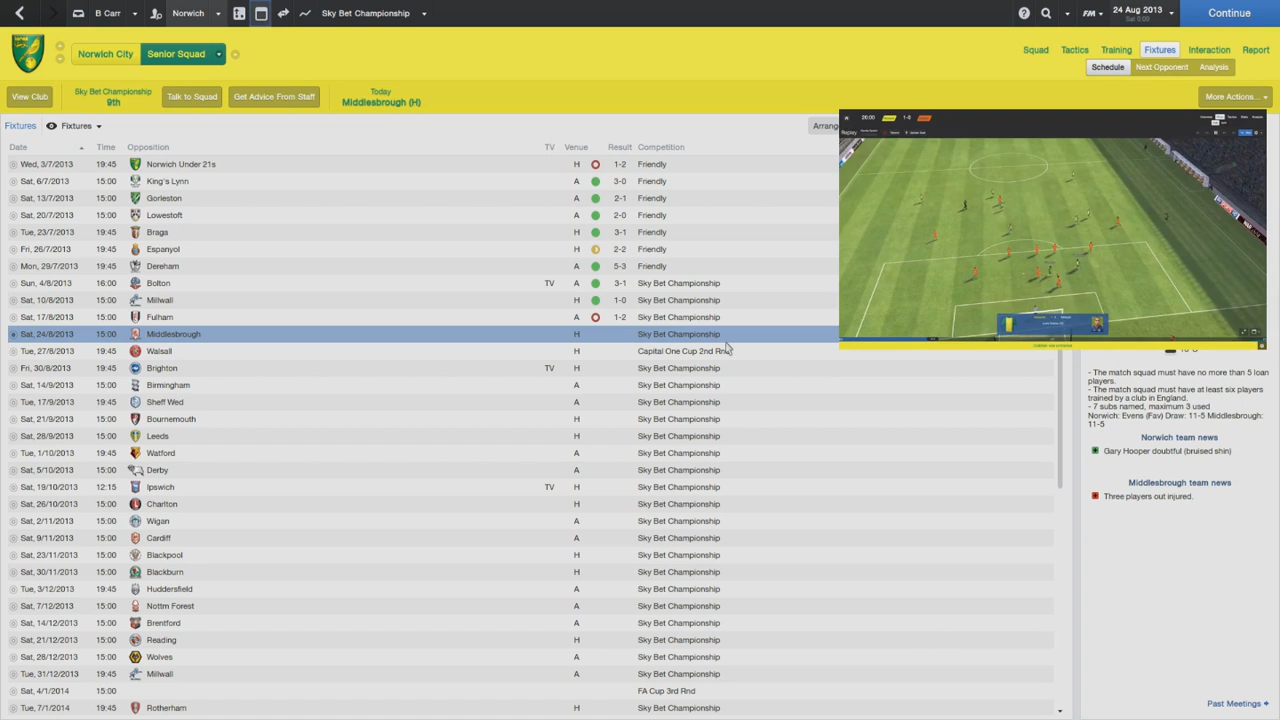 B Carr Norwich Sky Bet Championship FM 24 Aug 2013 Sat 9:00 Continue
Norwich City Senior Squad Squad Tactics Training Fixtures Interaction Report
Schedule Next Opponent Analysis
View Club Sky Bet Championship 9th Talk to Squad Get Advice From Staff Today Middlesbrough (H) More Actions...
Fixtures Fixtures Arrang
20:00 1-0
Replay
Date Time Opposition TV Venue Result Competition
Wed, 3/7/2013 19:45 Norwich Under 21s H 1-2 Friendly
Sat, 6/7/2013 15:00 King's Lynn A 3-0 Friendly
Sat, 13/7/2013 15:00 Gorleston A 2-1 Friendly
Sat, 20/7/2013 15:00 Lowestoft A 2-0 Friendly
Tue, 23/7/2013 19:45 Braga H 3-1 Friendly
Fri, 26/7/2013 19:45 Espanyol H 2-2 Friendly
Mon, 29/7/2013 19:45 Dereham A 5-3 Friendly
Sun, 4/8/2013 16:00 Bolton TV A 3-1 Sky Bet Championship
Sat, 10/8/2013 15:00 Millwall H 1-0 Sky Bet Championship
Sat, 17/8/2013 15:00 Fulham A 1-2 Sky Bet Championship
Sat, 24/8/2013 15:00 Middlesbrough H Sky Bet Championship
Tue, 27/8/2013 19:45 Walsall H Capital One Cup 2nd Rnd
Fri, 30/8/2013 19:45 Brighton TV H Sky Bet Championship
Sat, 14/9/2013 15:00 Birmingham A Sky Bet Championship
Tue, 17/9/2013 19:45 Sheff Wed A Sky Bet Championship
Sat, 21/9/2013 15:00 Bournemouth H Sky Bet Championship
Sat, 28/9/2013 15:00 Leeds H Sky Bet Championship
Tue, 1/10/2013 19:45 Watford A Sky Bet Championship
Sat, 5/10/2013 15:00 Derby A Sky Bet Championship
Sat, 19/10/2013 12:15 Ipswich TV H Sky Bet Championship
Sat, 26/10/2013 15:00 Charlton H Sky Bet Championship
Sat, 2/11/2013 15:00 Wigan A Sky Bet Championship
Sat, 9/11/2013 15:00 Cardiff A Sky Bet Championship
Sat, 23/11/2013 15:00 Blackpool H Sky Bet Championship
Sat, 30/11/2013 15:00 Blackburn H Sky Bet Championship
Tue, 3/12/2013 19:45 Huddersfield A Sky Bet Championship
Sat, 7/12/2013 15:00 Nottm Forest A Sky Bet Championship
Sat, 14/12/2013 15:00 Brentford A Sky Bet Championship
Sat, 21/12/2013 15:00 Reading H Sky Bet Championship
Sat, 28/12/2013 15:00 Wolves A Sky Bet Championship
Tue, 31/12/2013 19:45 Millwall A Sky Bet Championship
Sat, 4/1/2014 15:00 FA Cup 3rd Rnd
Tue, 7/1/2014 19:45 Rotherham H Sky Bet Championship
- The match squad must have no more than 5 loan
players.
- The match squad must have at least six players
trained by a club in England.
- 7 subs named, maximum 3 used
Norwich: Evens (Fav) Draw: 11-5 Middlesbrough:
11-5
Norwich team news
Gary Hooper doubtful (bruised shin)
Middlesbrough team news
Three players out injured.
Past Meetings